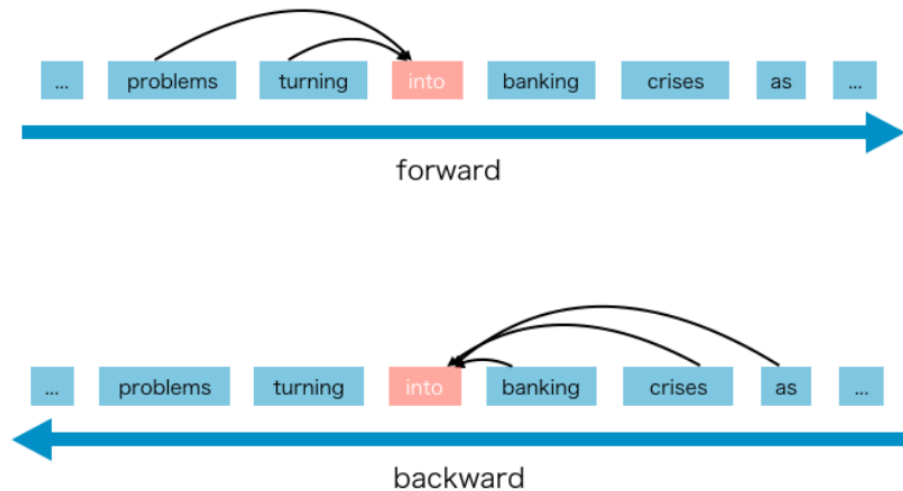 ... problems turning into banking crises as ...
forward
... problems turning into banking crises as ...
backward